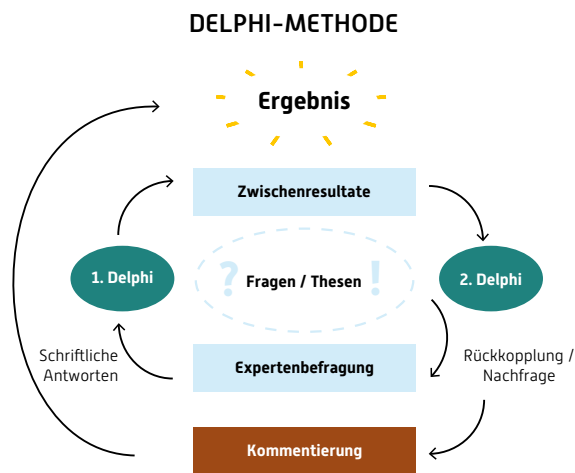 DELPHI-METHODE
Ergebnis
Zwischenresultate
1. Delphi
? Fragen / Thesen !
2. Delphi
Schriftliche
Antworten
Expertenbefragung
Rückkopplung /
Nachfrage
Kommentierung